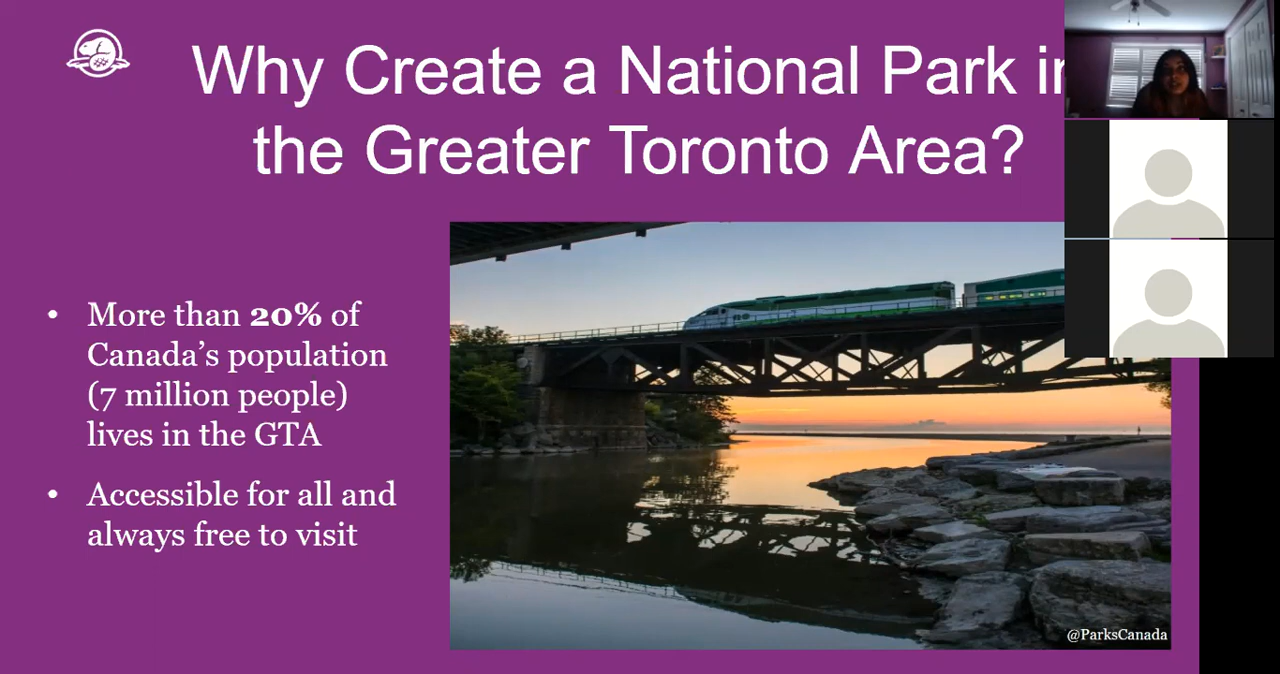 Why Create a National Park in
the Greater Toronto Area?
• More than 20% of
Canada’s population
(7 million people)
lives in the GTA
• Accessible for all and
always free to visit
@ParksCanada